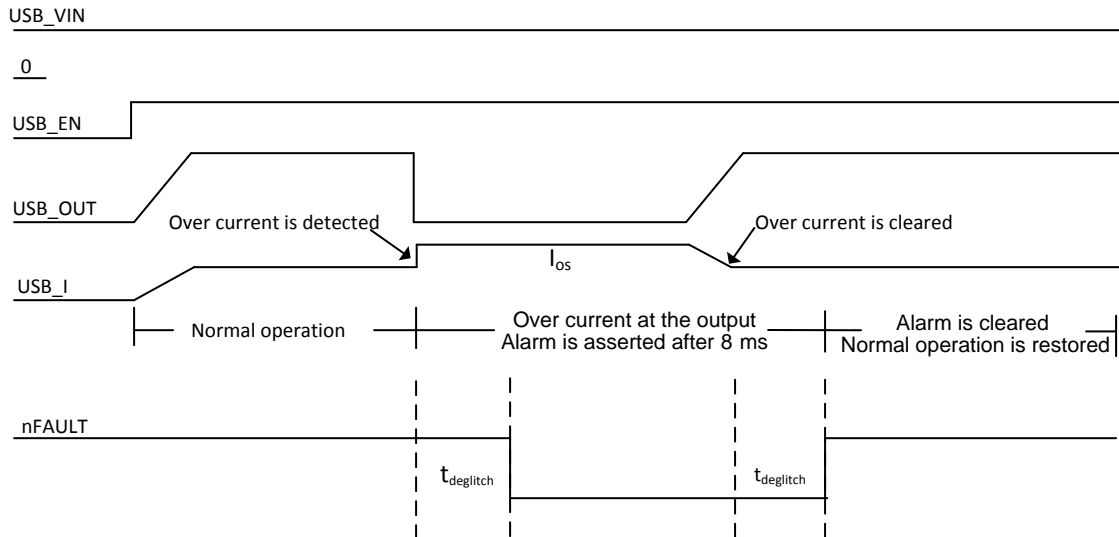 USB_VIN
0
USB_EN
USB_OUT
Over current is detected
Over current is cleared
Ios
USB_I
Normal operation
Over current at the output
Alarm is asserted after 8 ms
Alarm is cleared
Normal operation is restored
nFAULT
tdeglitch
tdeglitch